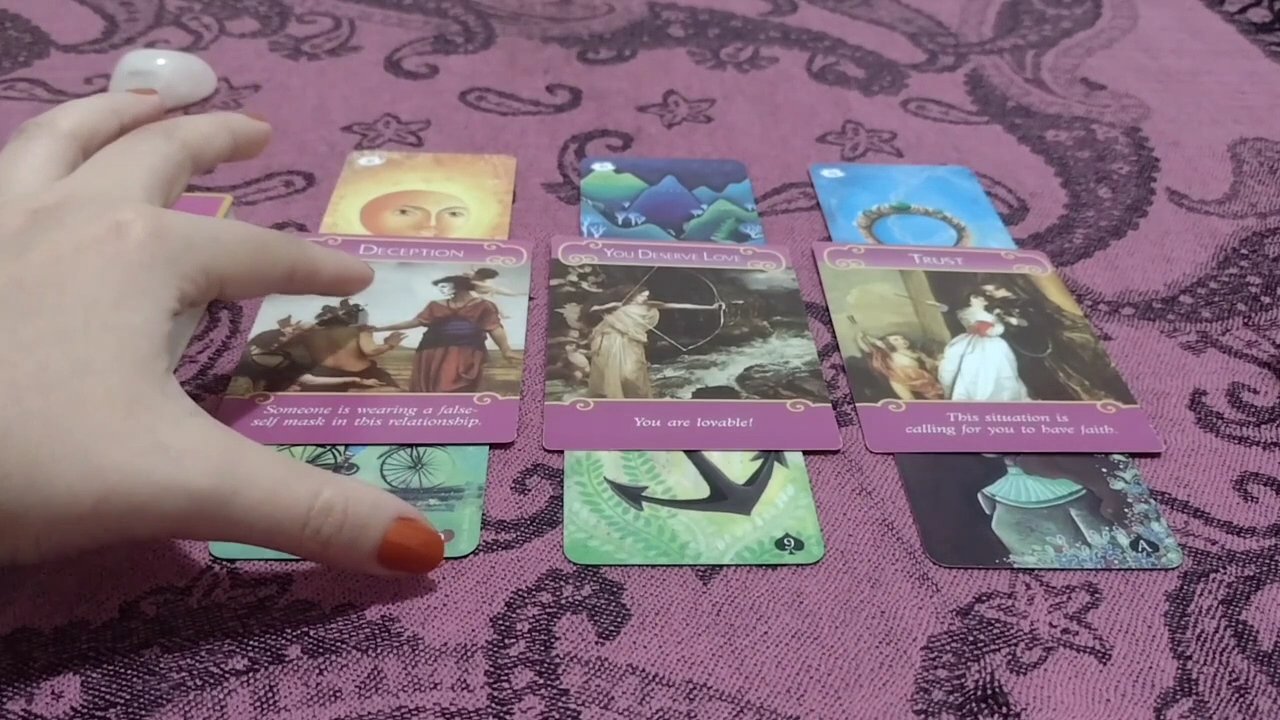 DECEPTION
Someone is wearing a false-
self mask in this relationship.
YOU DESERVE LOVE
You are lovable!
9
TRUST
This situation is
calling for you to have faith.
A